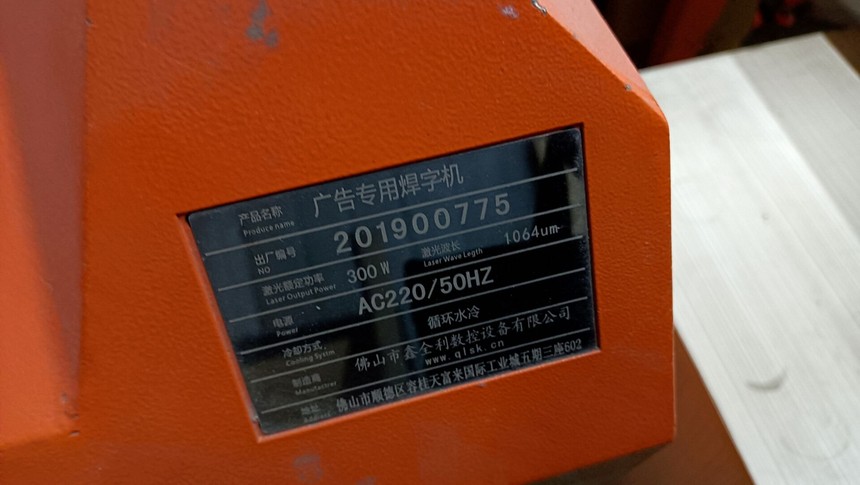 产品名称 广告专用焊字机
Produce name
出厂编号 201900775
NO
激光额定功率 300W 激光波长 1064um
Laser Output Power Laser Wave Legth
电源 AC220/50HZ
Power
冷却方式 循环水冷
Cooling Systm
制造商 佛山市鑫全利数控设备有限公司
Manufactrer www.qlsk.cn
地址 佛山市顺德区容桂天富来国际工业城五期三座602
Address